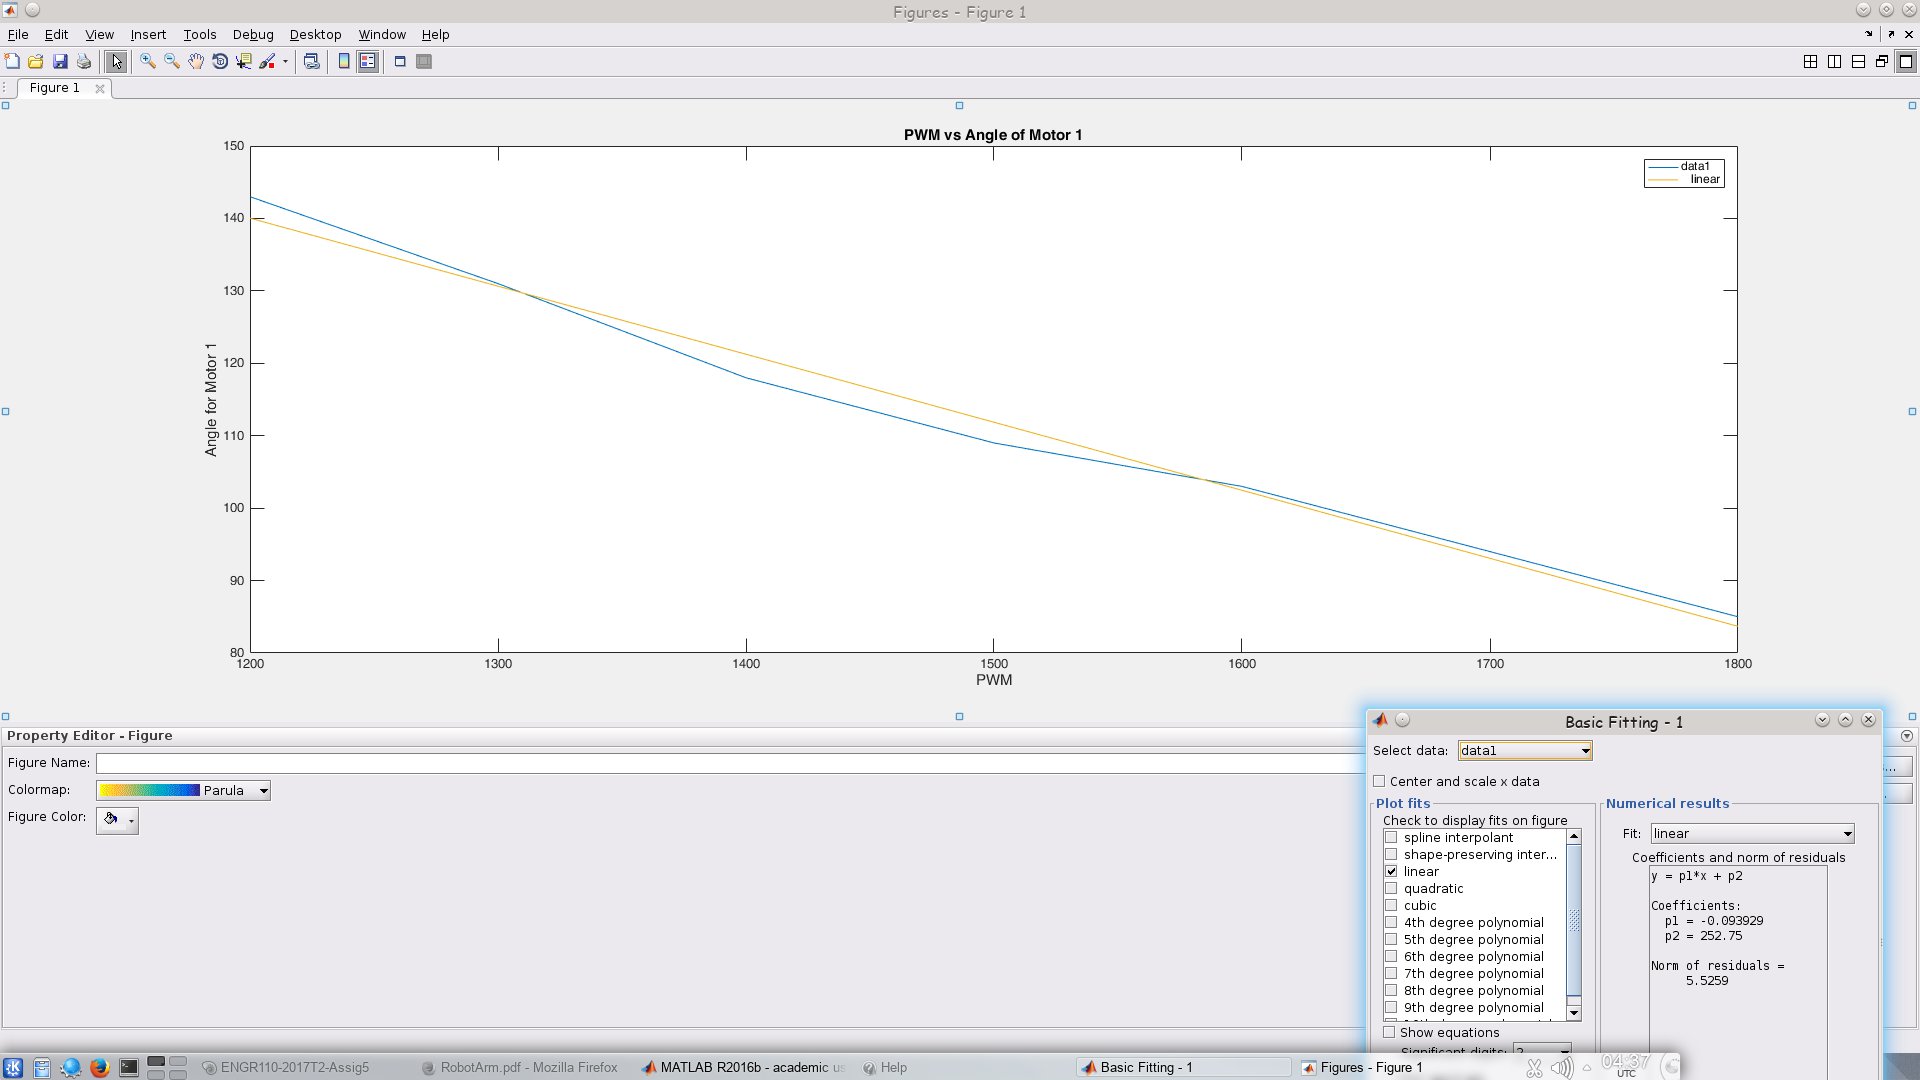 Figures - Figure 1
File Edit View Insert Tools Debug Desktop Window Help
Figure 1
PWM vs Angle of Motor 1
data1
linear
150
140
130
120
110
100
90
80
Angle for Motor 1
1200 1300 1400 1500 1600 1700 1800
PWM
Property Editor - Figure
Figure Name:
Colormap: Parula
Figure Color:
Basic Fitting - 1
Select data: data1
Center and scale x data
Plot fits
Check to display fits on figure
spline interpolant
shape-preserving inter...
linear
quadratic
cubic
4th degree polynomial
5th degree polynomial
6th degree polynomial
7th degree polynomial
8th degree polynomial
9th degree polynomial
Show equations
Significant digits:
Numerical results
Fit: linear
Coefficients and norm of residuals
y = p1*x + p2
Coefficients:
p1 = -0.093929
p2 = 252.75
Norm of residuals =
5.5259
ENGR110-2017T2-Assig5
RobotArm.pdf - Mozilla Firefox
MATLAB R2016b - academic us
Help
Basic Fitting - 1
Figures - Figure 1
04:37
UTC